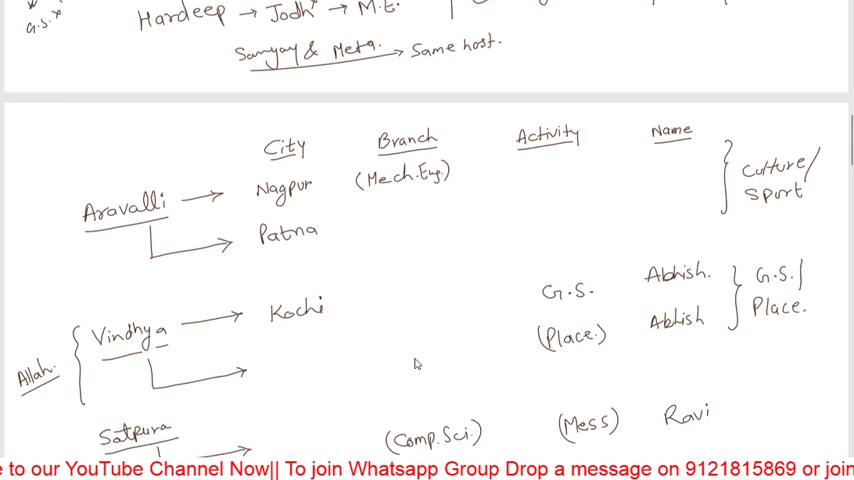 G.S.*
Hardeep → Jodh* → M.E.
Sanjay & Meta. → Same host.
City Branch Activity Name
Aravalli → Nagpur (Mech.Eng.) Culture/
Sport
Patna
Vindhya → Kochi G.S. Abhish. G.S./
(Place.) Abhish Place.
Allah.
Satpura (Comp.Sci.) (Mess) Ravi
e to our YouTube Channel Now|| To join Whatsapp Group Drop a message on 9121815869 or join